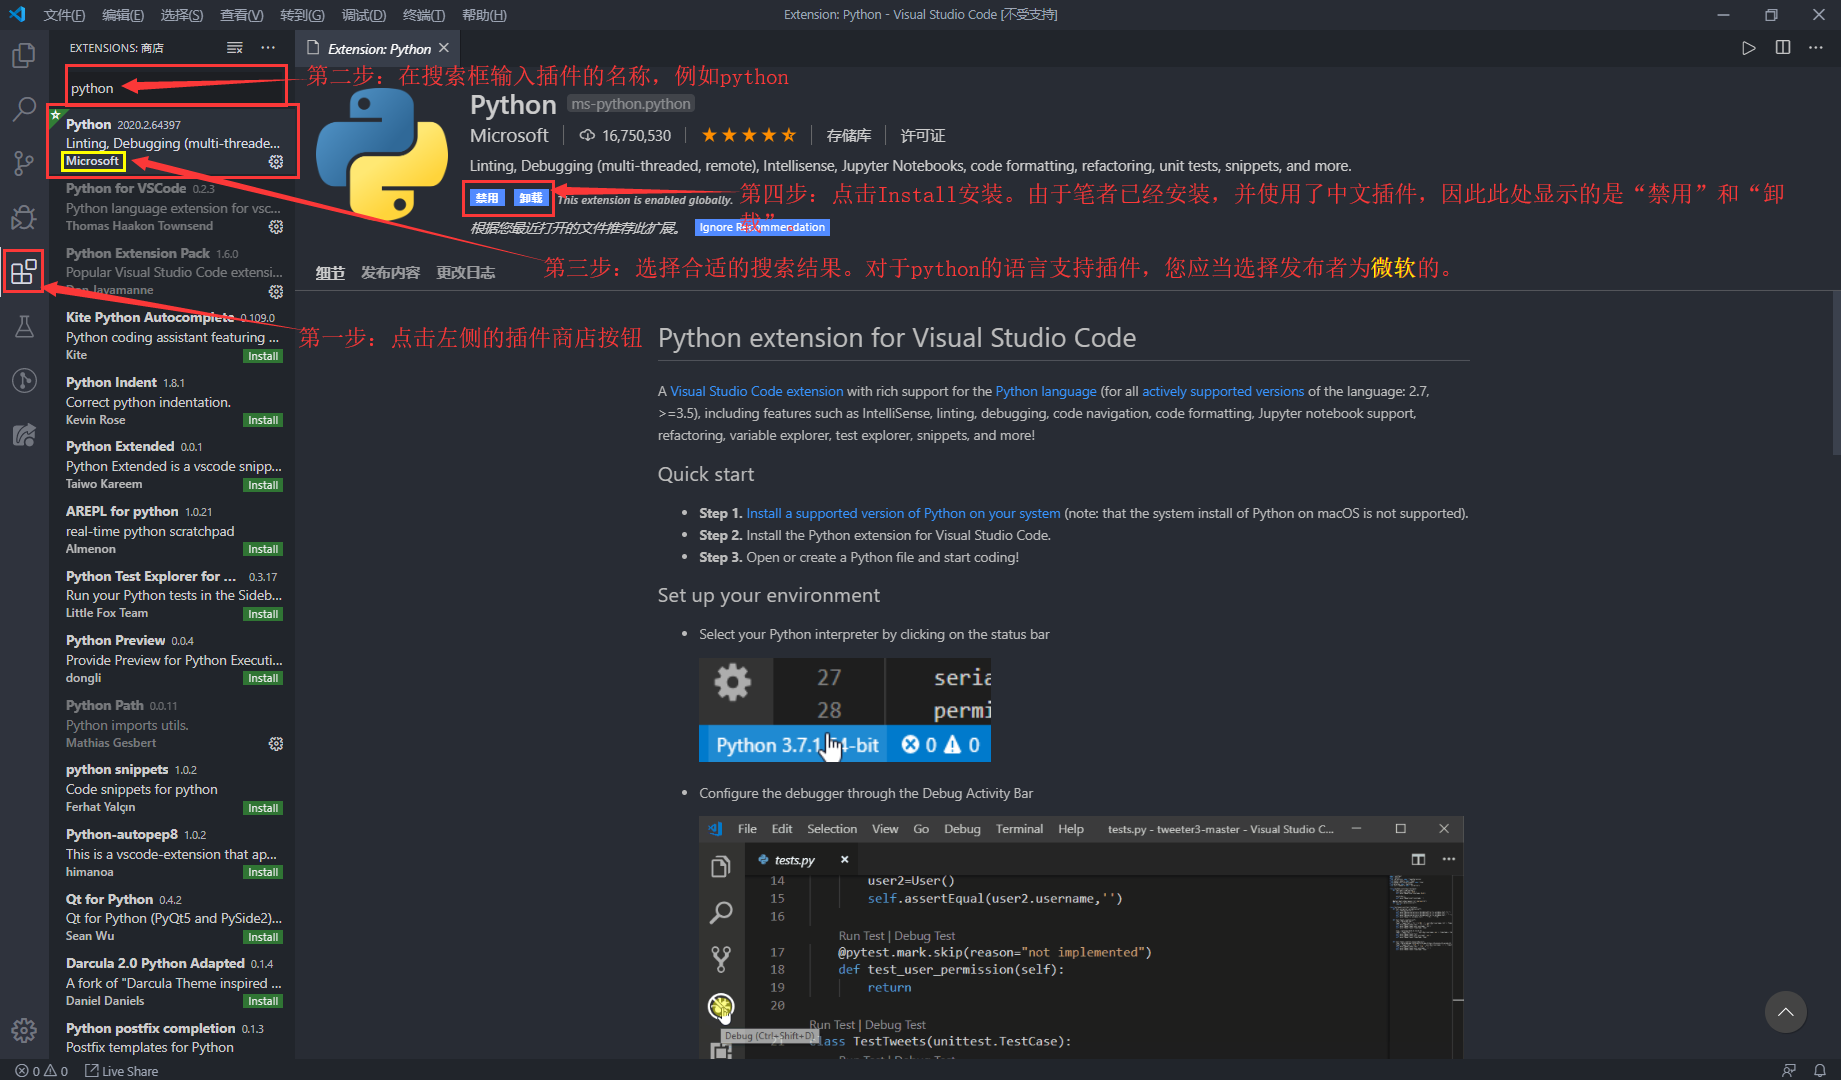 文件(F) 编辑(E) 选择(S) 查看(V) 转到(G) 调试(D) 终端(T) 帮助(H)
Extension: Python - Visual Studio Code [不受支持]
EXTENSIONS: 商店
python
Python 2020.2.64397
Linting, Debugging (multi-threade...
Microsoft
Python for VSCode 0.2.3
Python language extension for vsc...
Thomas Haakon Townsend
Python Extension Pack 1.6.0
Popular Visual Studio Code extensi...
Don Jayamanne
Kite Python Autocomplete 0.109.0
Python coding assistant featuring ...
Kite Install
Python Indent 1.8.1
Correct python indentation.
Kevin Rose Install
Python Extended 0.0.1
Python Extended is a vscode snipp...
Taiwo Kareem Install
AREPL for python 1.0.21
real-time python scratchpad
Almenon Install
Python Test Explorer for ... 0.3.17
Run your Python tests in the Sideb...
Little Fox Team Install
Python Preview 0.0.4
Provide Preview for Python Executi...
dongli Install
Python Path 0.0.11
Python imports utils.
Mathias Gesbert
python snippets 1.0.2
Code snippets for python
Ferhat Yalçın Install
Python-autopep8 1.0.2
This is a vscode-extension that ap...
himanoa Install
Qt for Python 0.4.2
Qt for Python (PyQt5 and PySide2)...
Sean Wu Install
Darcula 2.0 Python Adapted 0.1.4
A fork of "Darcula Theme inspired ...
Daniel Daniels Install
Python postfix completion 0.1.3
Postfix templates for Python
Extension: Python
第二步：在搜索框输入插件的名称，例如python
Python ms-python.python
Microsoft 16,750,530 存储库 许可证
Linting, Debugging (multi-threaded, remote), Intellisense, Jupyter Notebooks, code formatting, refactoring, unit tests, snippets, and more.
禁用 卸载 This extension is enabled globally.
第四步：点击Install安装。由于笔者已经安装，并使用了中文插件，因此此处显示的是“禁用”和“卸
载”。
根据您最近打开的文件推荐此扩展。 Ignore Recommendation
细节 发布内容 更改日志
第三步：选择合适的搜索结果。对于python的语言支持插件，您应当选择发布者为微软的。
第一步：点击左侧的插件商店按钮
Python extension for Visual Studio Code
A Visual Studio Code extension with rich support for the Python language (for all actively supported versions of the language: 2.7,
>=3.5), including features such as IntelliSense, linting, debugging, code navigation, code formatting, Jupyter notebook support,
refactoring, variable explorer, test explorer, snippets, and more!
Quick start
• Step 1. Install a supported version of Python on your system (note: that the system install of Python on macOS is not supported).
• Step 2. Install the Python extension for Visual Studio Code.
• Step 3. Open or create a Python file and start coding!
Set up your environment
• Select your Python interpreter by clicking on the status bar
27 seria
28 permi
Python 3.7.1 -bit 0 0
• Configure the debugger through the Debug Activity Bar
File Edit Selection View Go Debug Terminal Help tests.py - tweeter3-master - Visual Studio C...
tests.py
14 user2=User()
15 self.assertEqual(user2.username,'')
16
Run Test | Debug Test
17 @pytest.mark.skip(reason="not implemented")
18 def test_user_permission(self):
19 return
20
Run Test | Debug Test
Debug (Ctrl+Shift+D)
TestTweets(unittest.TestCase):
0 0 Live Share